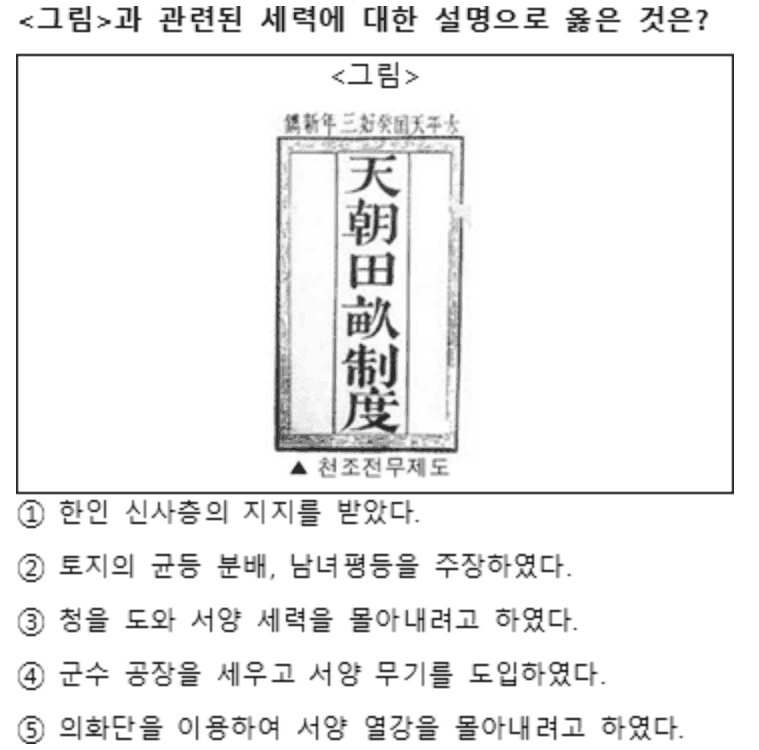 <그림>과 관련된 세력에 대한 설명으로 옳은 것은?
<그림>
鐫新年三好癸国天平太
天朝田畝制度
▲ 천조전무제도
① 한인 신사층의 지지를 받았다.
② 토지의 균등 분배, 남녀평등을 주장하였다.
③ 청을 도와 서양 세력을 몰아내려고 하였다.
④ 군수 공장을 세우고 서양 무기를 도입하였다.
⑤ 의화단을 이용하여 서양 열강을 몰아내려고 하였다.